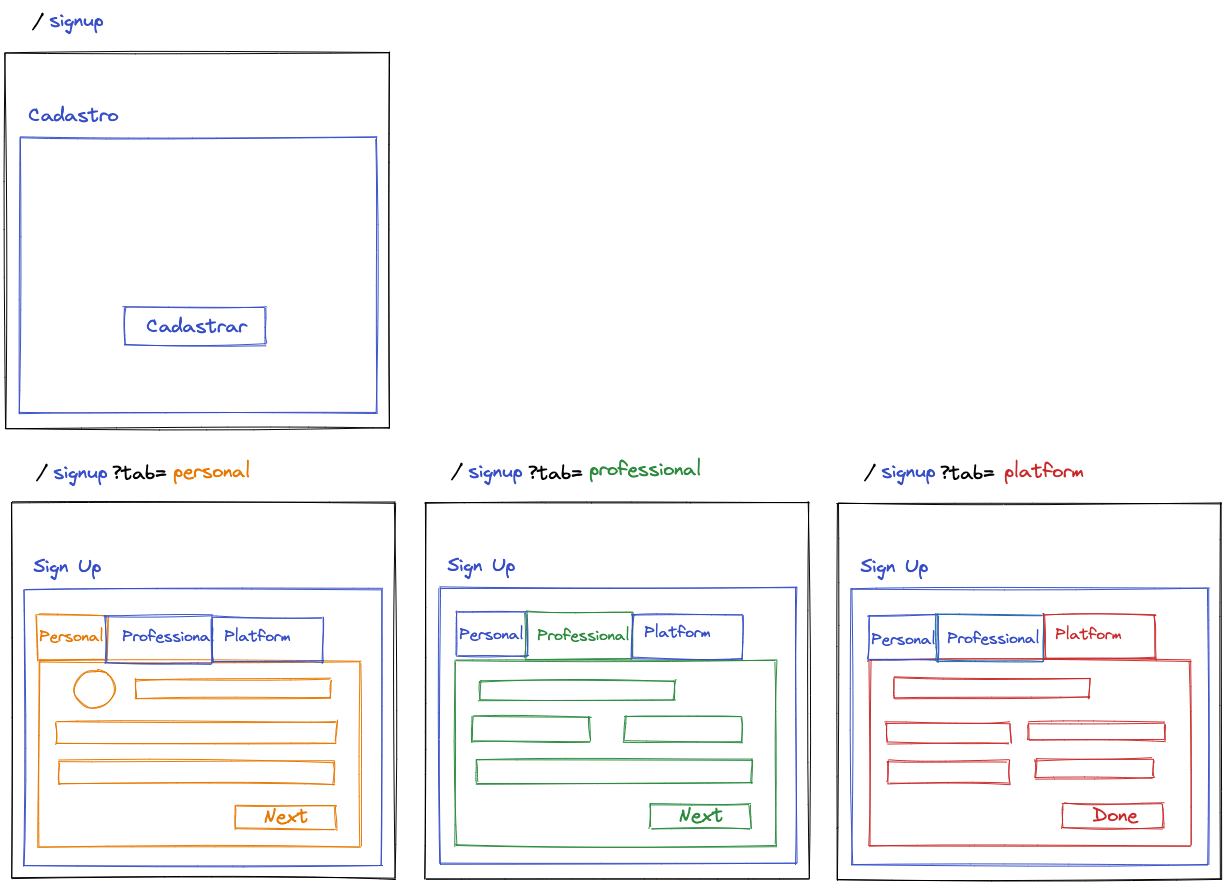 / signup
Cadastro
Cadastrar
/ signup ?tab= personal
Sign Up
Personal Professional Platform
Next
/ signup ?tab= professional
Sign Up
Personal Professional Platform
Next
/ signup ?tab= platform
Sign Up
Personal Professional Platform
Done